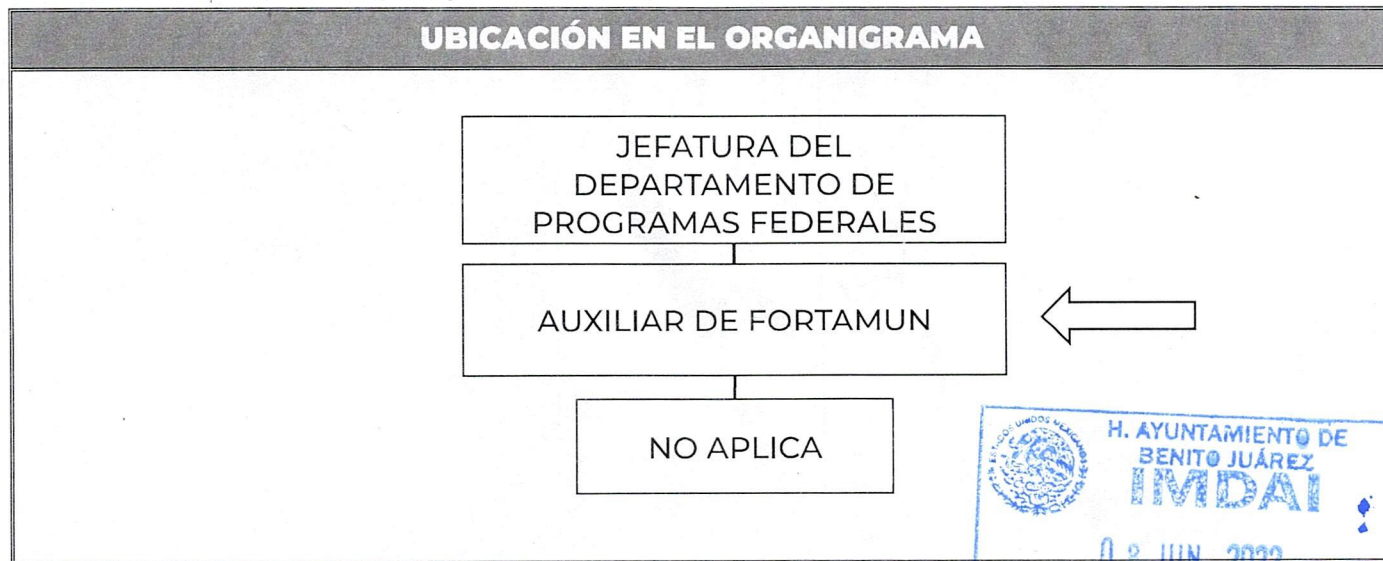 UBICACIÓN EN EL ORGANIGRAMA
JEFATURA DEL
DEPARTAMENTO DE
PROGRAMAS FEDERALES
AUXILIAR DE FORTAMUN
NO APLICA
H. AYUNTAMIENTO DE
BENITO JUÁREZ
IMDAI
JUN